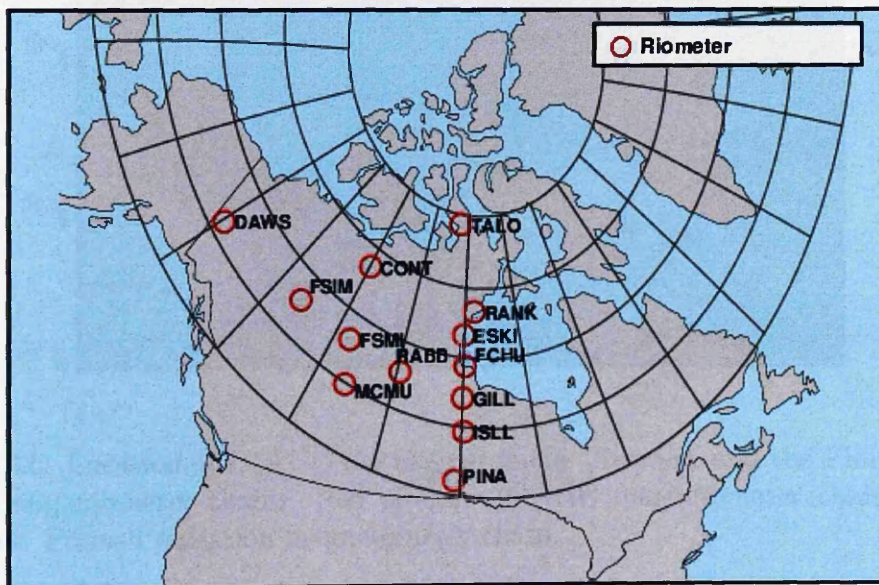 Riometer
DAWS
TALO
CONT
FSIM
RANK
ESKI
FSMI
RABB
FCHU
MCMU
GILL
ISLL
PINA